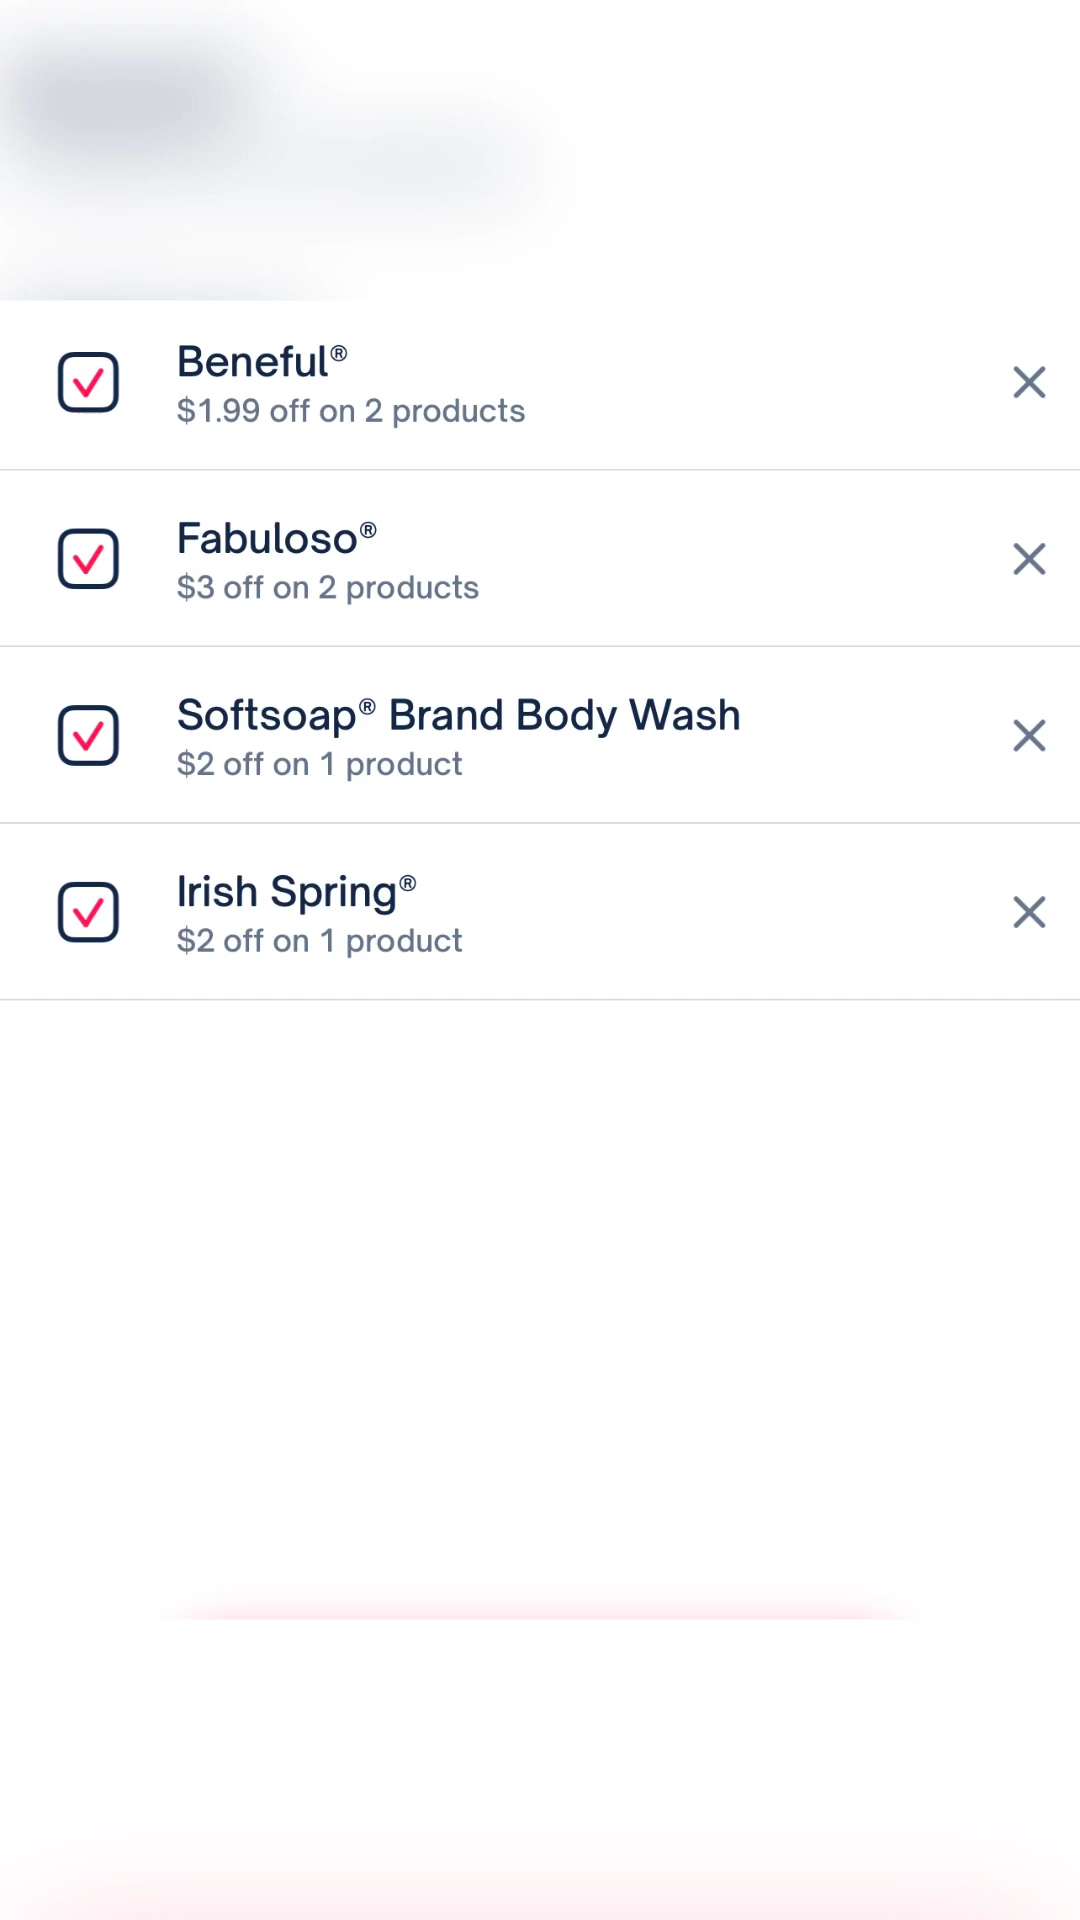 Beneful®
$1.99 off on 2 products
Fabuloso®
$3 off on 2 products
Softsoap® Brand Body Wash
$2 off on 1 product
Irish Spring®
$2 off on 1 product